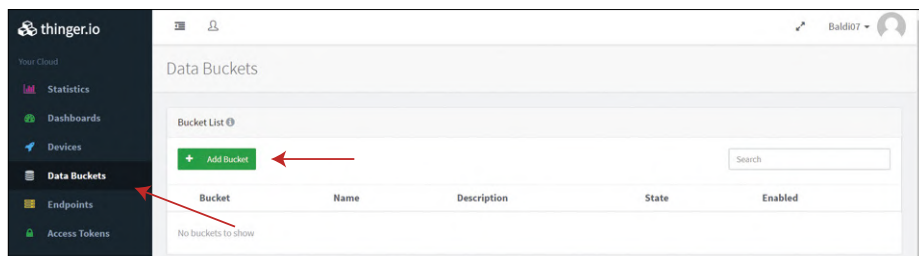 thinger.io
Baldi07
Your Cloud
Data Buckets
Statistics
Dashboards
Bucket List
Devices
+ Add Bucket
Search
Data Buckets
Bucket Name Description State Enabled
Endpoints
Access Tokens
No buckets to show